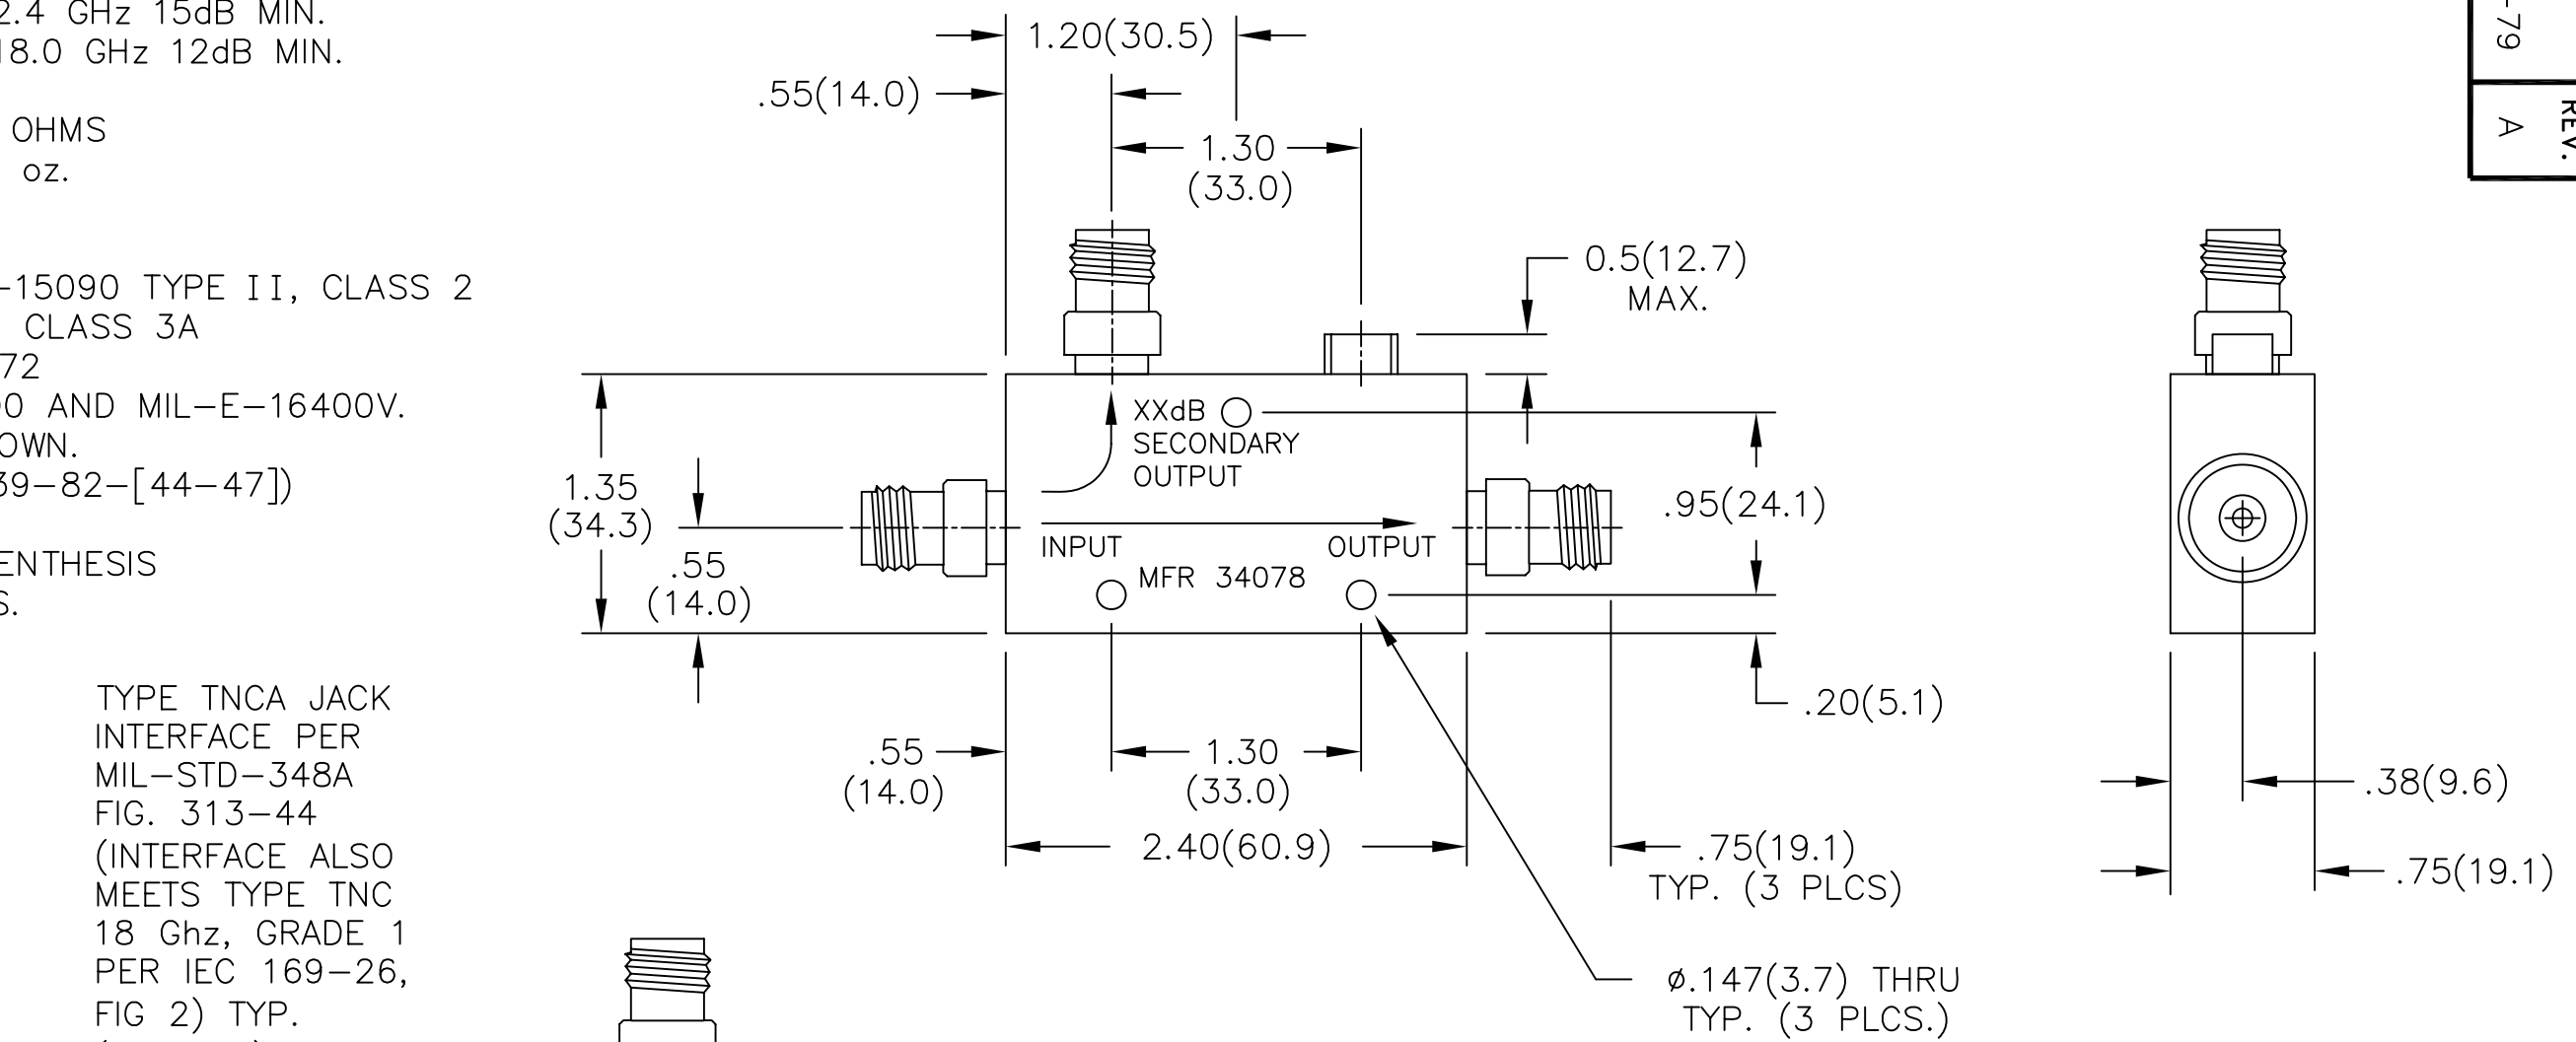 2.4 GHz 15dB MIN.
18.0 GHz 12dB MIN.
OHMS
oz.
-15090 TYPE II, CLASS 2
CLASS 3A
72
00 AND MIL-E-16400V.
OWN.
39-82-[44-47])
ENTHESIS
S.
TYPE TNCA JACK
INTERFACE PER
MIL-STD-348A
FIG. 313-44
(INTERFACE ALSO
MEETS TYPE TNC
18 Ghz, GRADE 1
PER IEC 169-26,
FIG 2) TYP.
1.20(30.5)
.55(14.0)
1.30
(33.0)
0.5(12.7)
MAX.
XXdB
SECONDARY
OUTPUT
INPUT
OUTPUT
MFR 34078
1.35
(34.3)
.55
(14.0)
.95(24.1)
.20(5.1)
.55
(14.0)
1.30
(33.0)
2.40(60.9)
.75(19.1)
TYP. (3 PLCS)
ø.147(3.7) THRU
TYP. (3 PLCS.)
.38(9.6)
.75(19.1)
-79
REV.
A